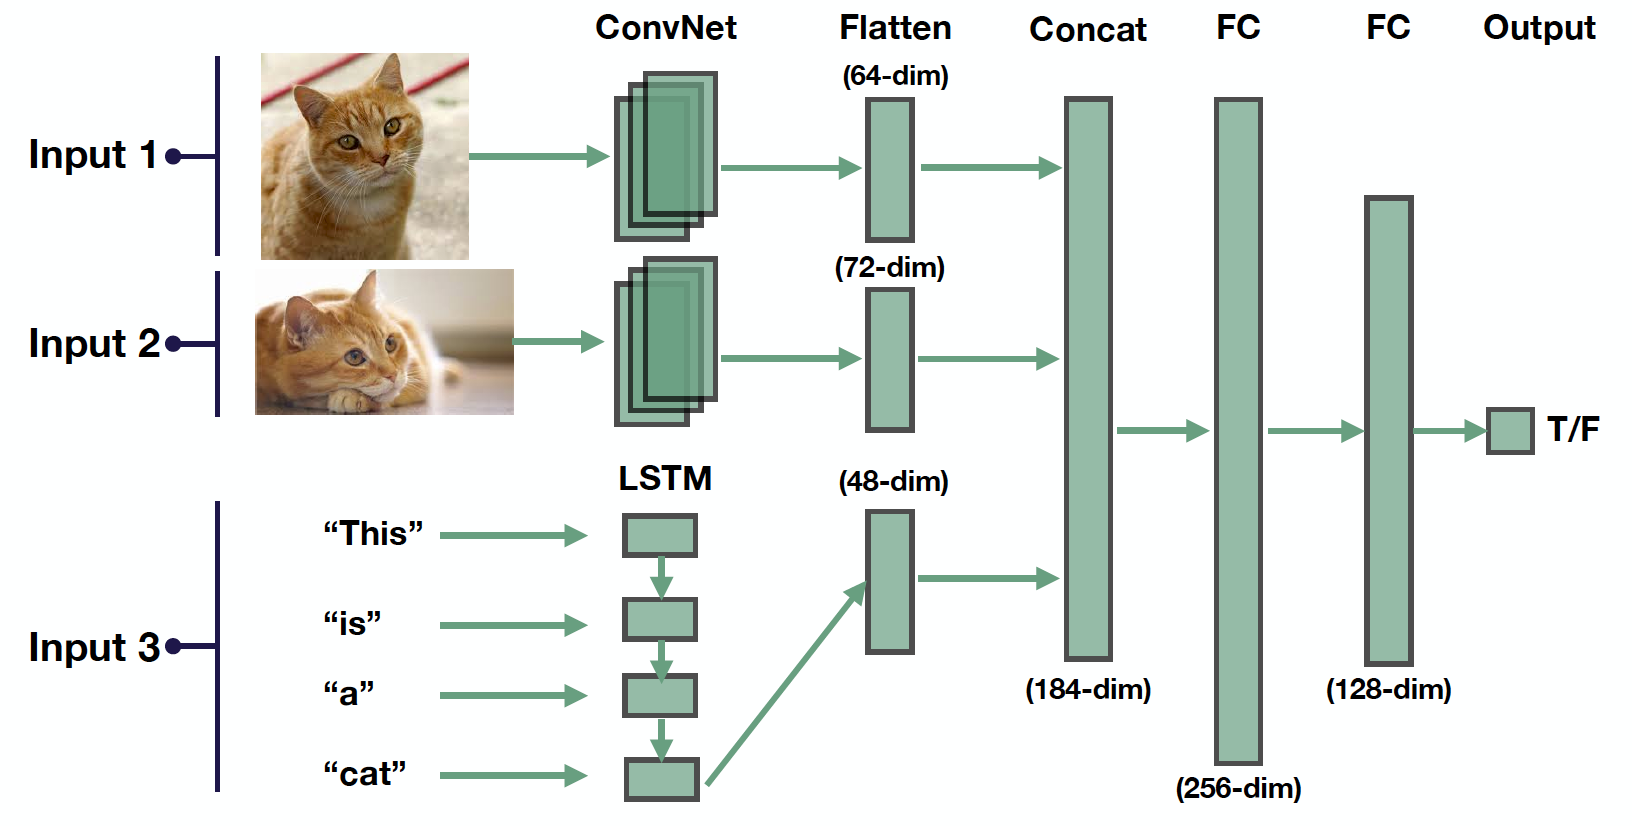 ConvNet Flatten Concat FC FC Output
(64-dim)
Input 1
(72-dim)
Input 2
T/F
LSTM
(48-dim)
“This”
“is”
Input 3
“a”
(184-dim) (128-dim)
“cat”
(256-dim)